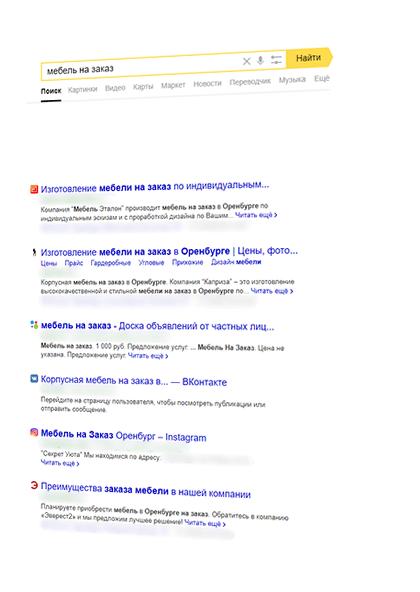 мебель на заказ
Найти
Поиск Картинки Видео Карты Маркет Новости Переводчик Музыка Ещё
Изготовление мебели на заказ по индивидуальным...
Компания "Мебель Эталон" производит мебель на заказ в Оренбурге по
индивидуальным эскизам и с проработкой дизайна по Вашим... Читать ещё >
Изготовление мебели на заказ в Оренбурге | Цены, фото...
Цены Прайс Гардеробные Угловые Прихожие Дизайн мебели
Корпусная мебель на заказ в Оренбурге. Компания "Каприза" – это изготовление
высококачественной и стильной мебели на заказ в Оренбурге по... Читать ещё >
мебель на заказ - Доска объявлений от частных лиц...
Мебель на заказ. 1 000 руб. Предложение услуг. ... Мебель На Заказ. Цена не
указана. Предложение услуг. Читать ещё >
Корпусная мебель на заказ в... — ВКонтакте
Перейдите на страницу пользователя, чтобы посмотреть публикации или
отправить сообщение.
Мебель на Заказ Оренбург – Instagram
"Секрет Уюта" Мы находимся по адресу:
Читать ещё >
Э Преимущества заказа мебели в нашей компании
Планируете приобрести мебель в Оренбурге на заказ. Обратитесь в компанию
«Эверест2» и мы предложим лучшее решение! Читать ещё >